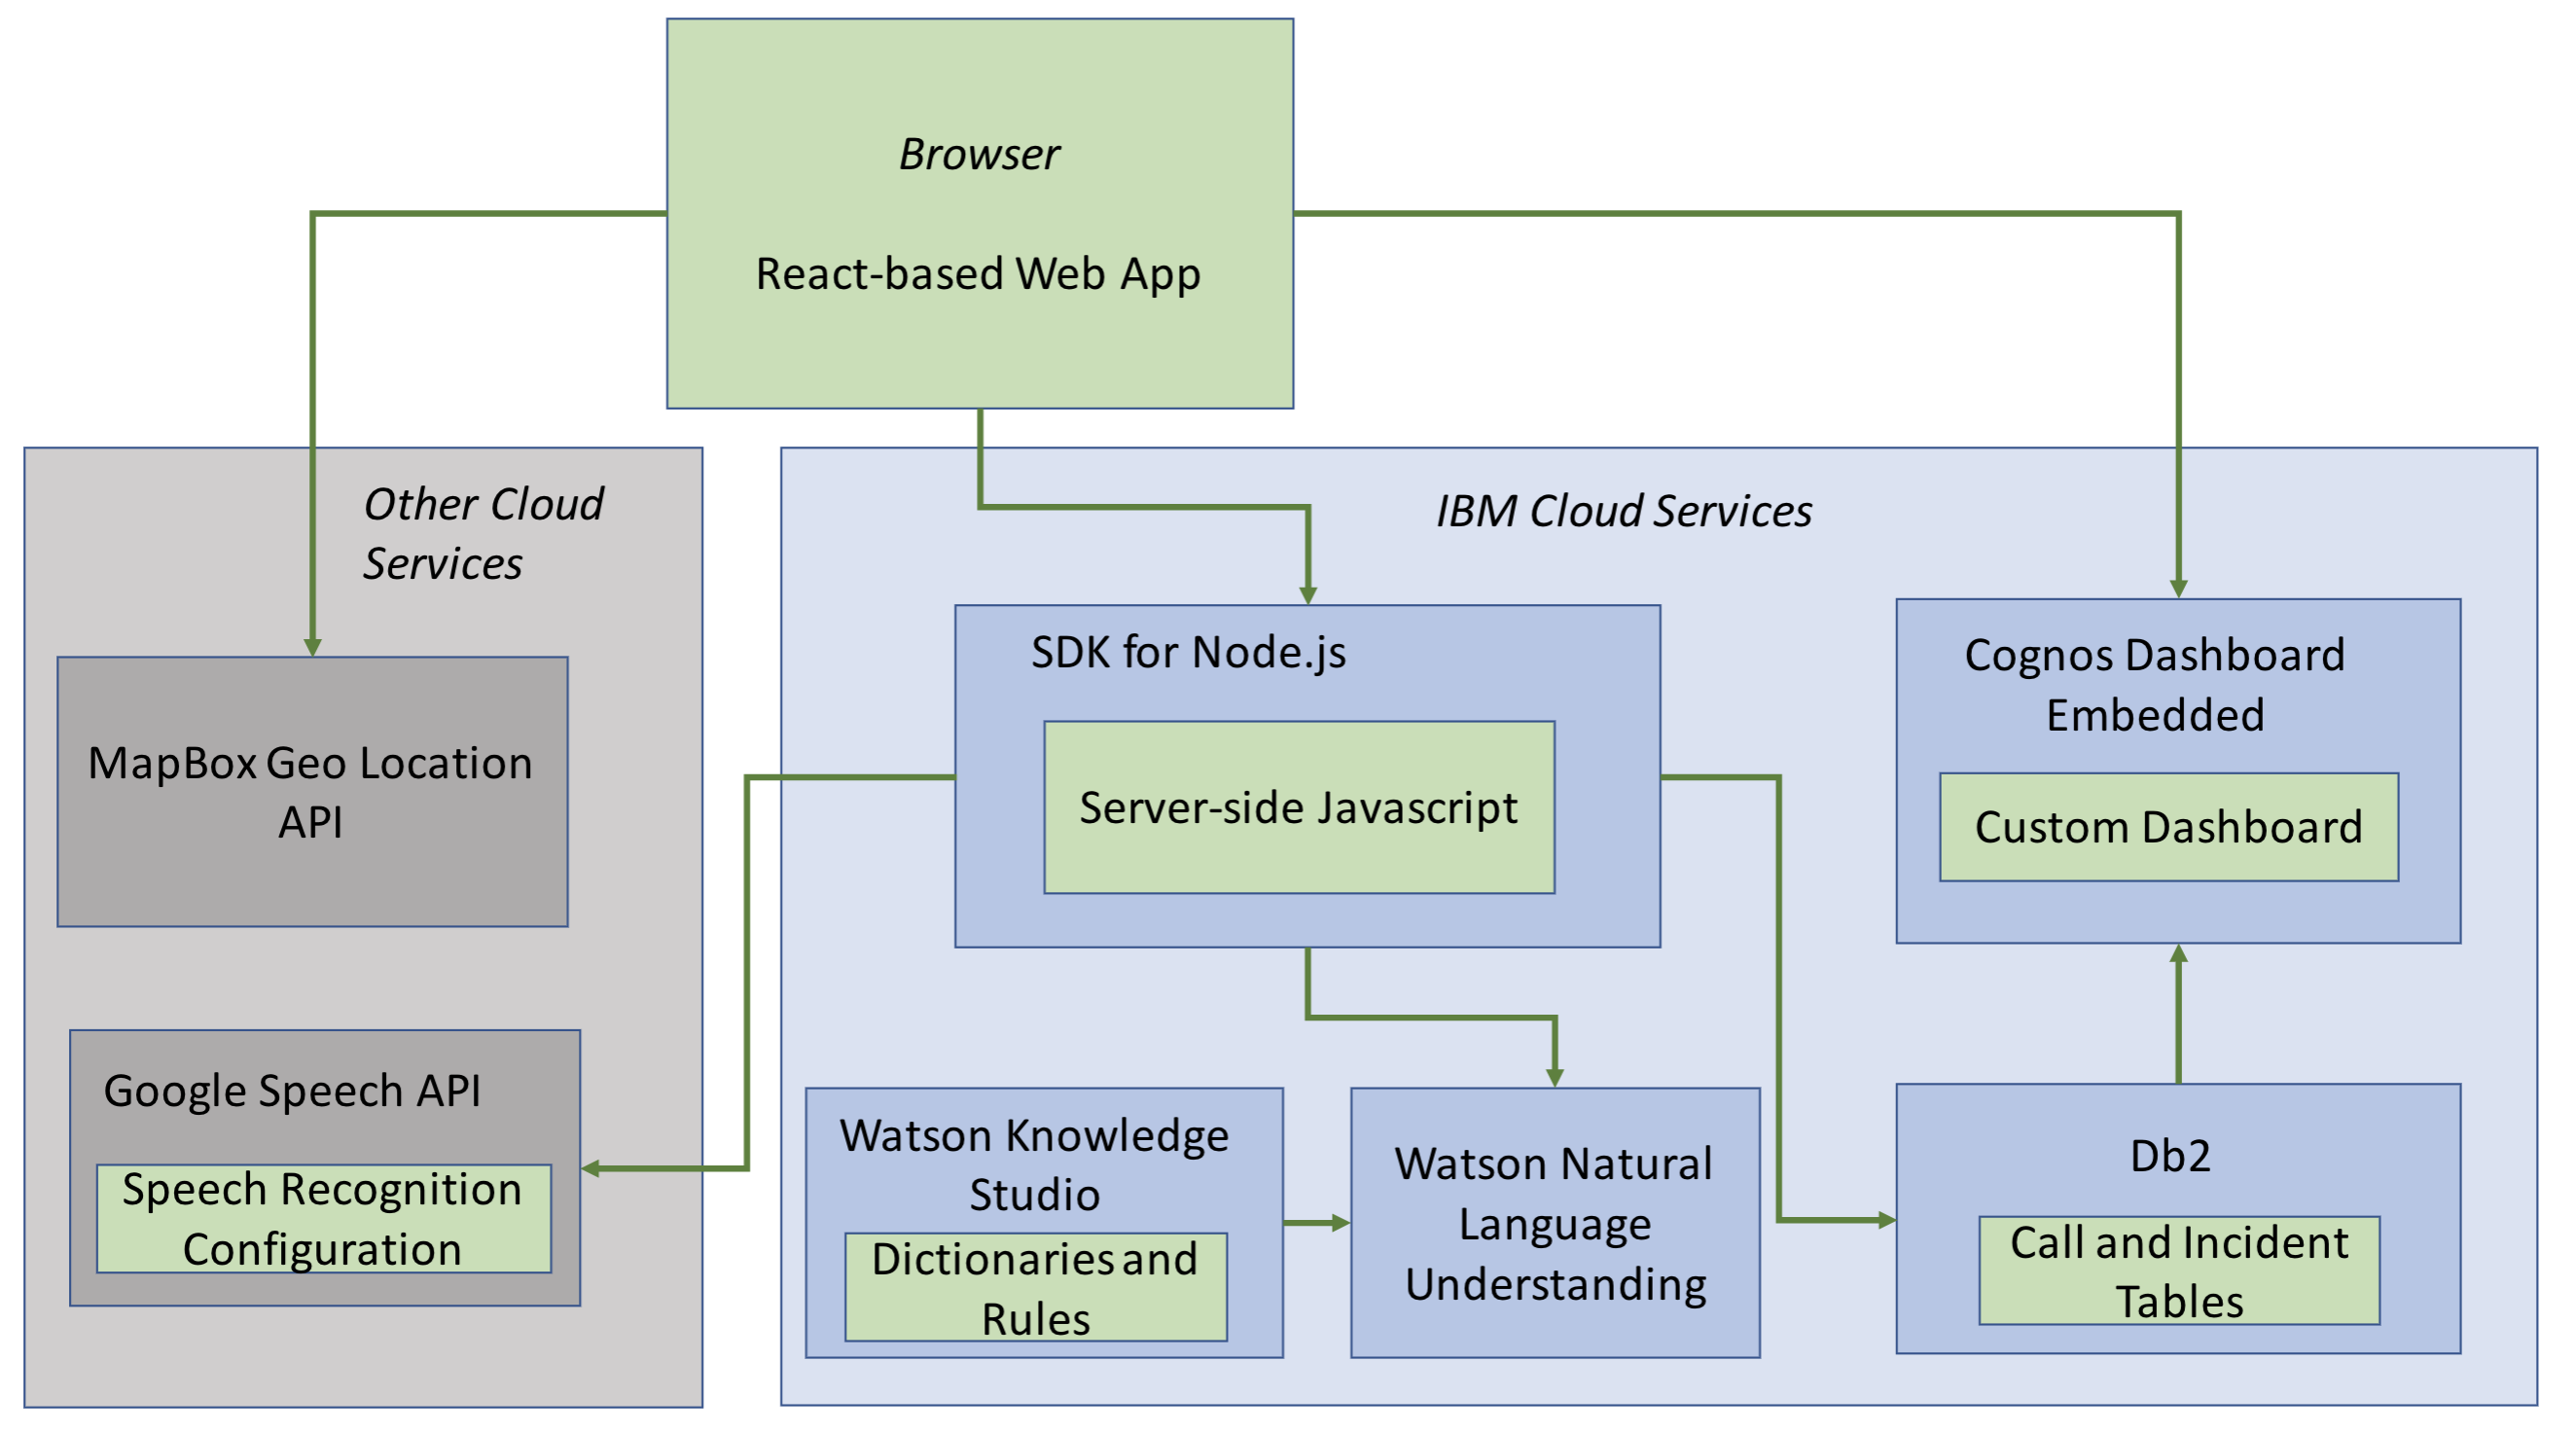 Browser
React-based Web App
Other Cloud
Services
IBM Cloud Services
MapBox Geo Location
API
Google Speech API
Speech Recognition
Configuration
SDK for Node.js
Server-side Javascript
Cognos Dashboard
Embedded
Custom Dashboard
Watson Knowledge
Studio
Dictionaries and
Rules
Watson Natural
Language
Understanding
Db2
Call and Incident
Tables